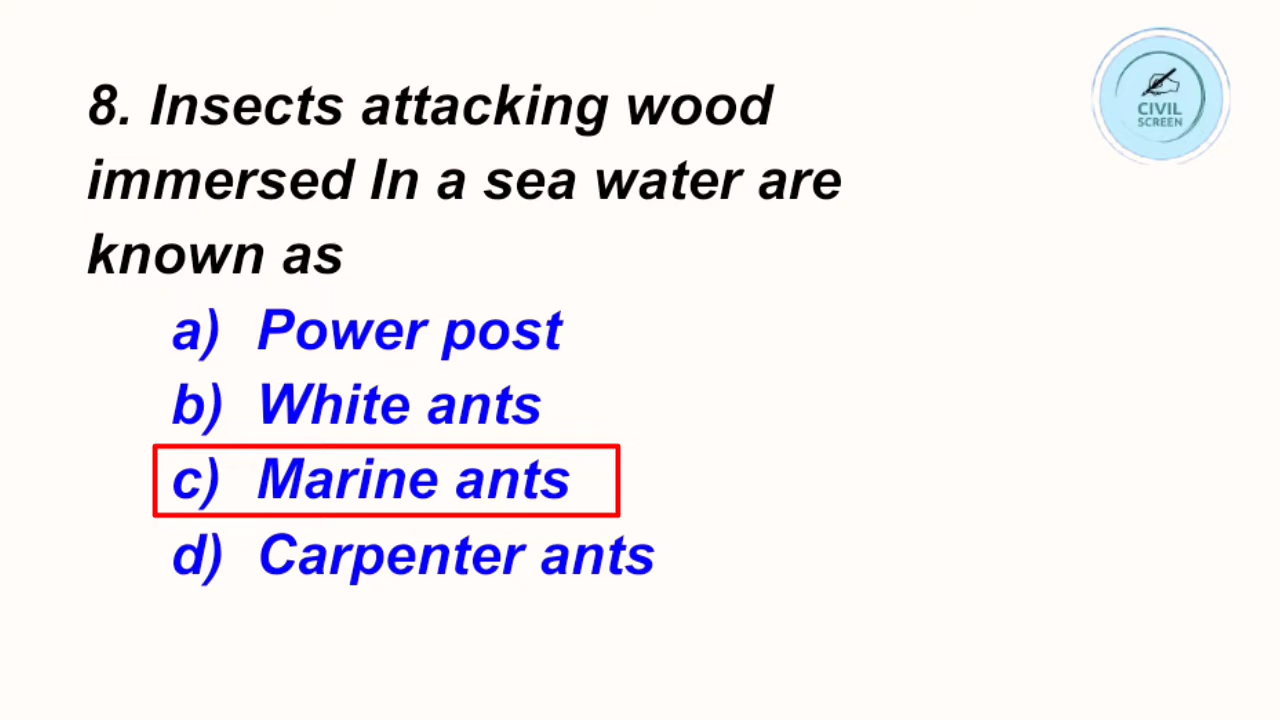 8. Insects attacking wood
immersed In a sea water are
known as
a) Power post
b) White ants
c) Marine ants
d) Carpenter ants
CIVIL
SCREEN